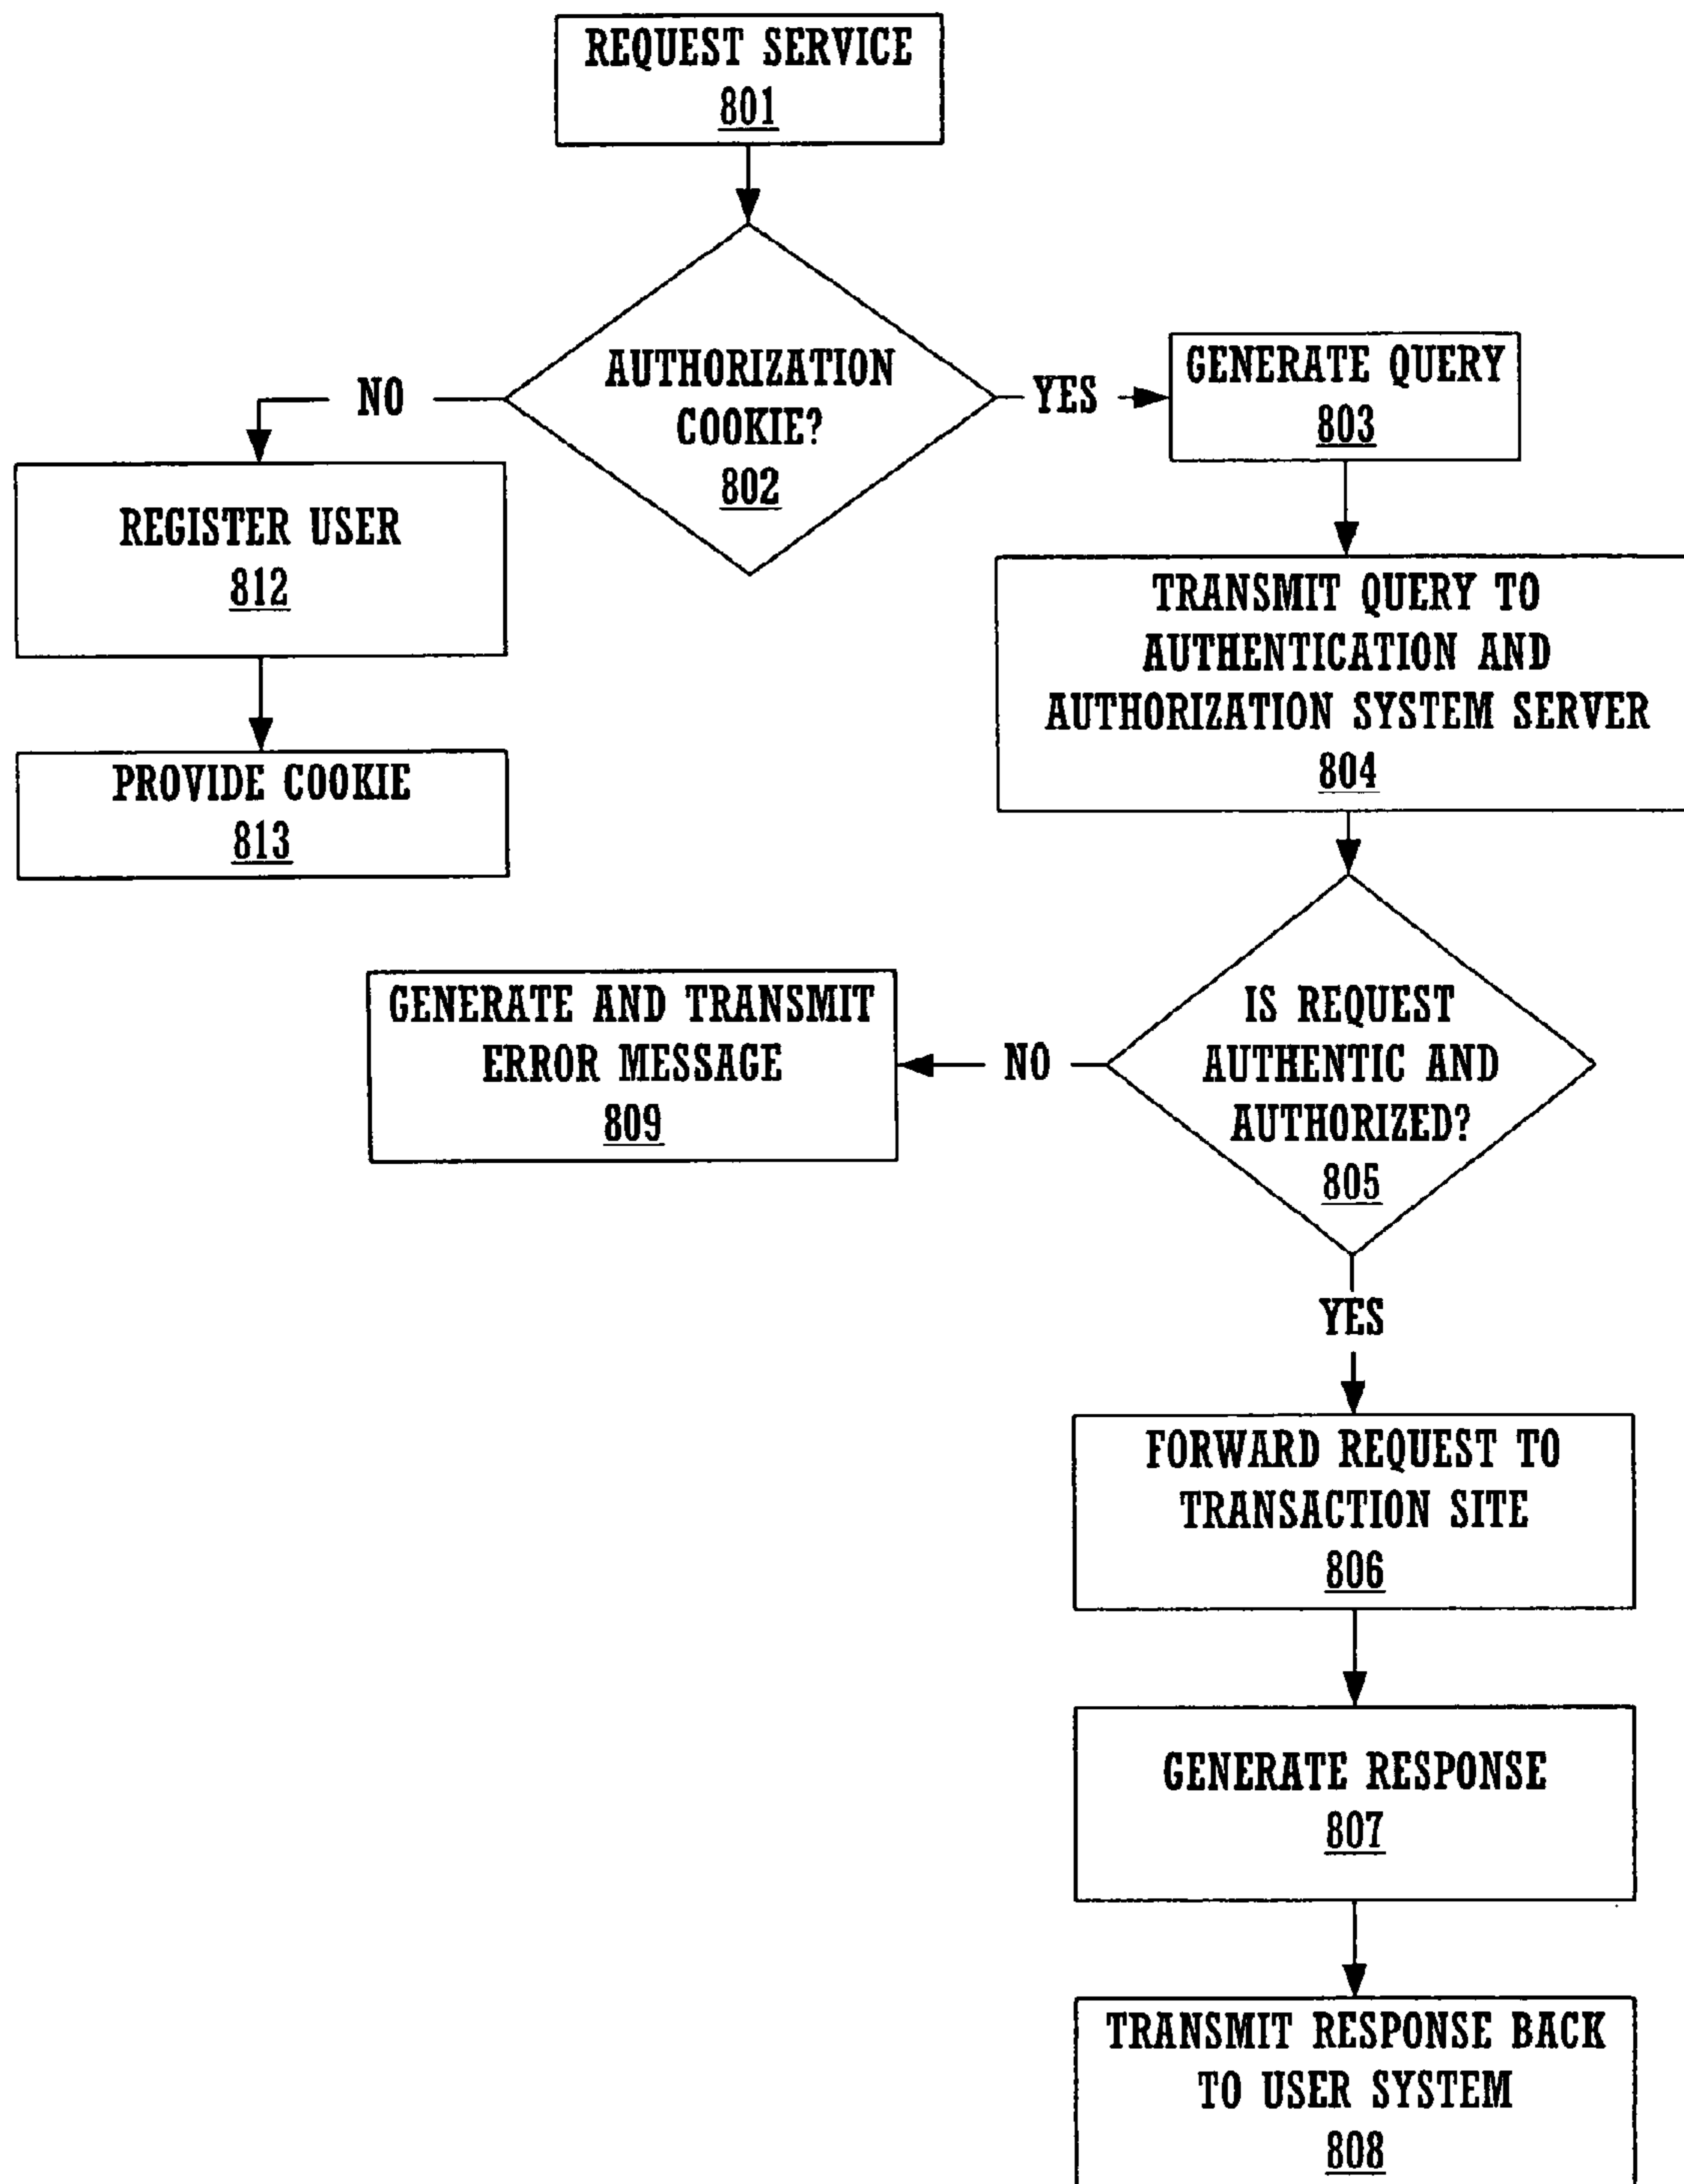 REQUEST SERVICE
801
AUTHORIZATION
COOKIE?
802
NO
YES
GENERATE QUERY
803
REGISTER USER
812
PROVIDE COOKIE
813
TRANSMIT QUERY TO
AUTHENTICATION AND
AUTHORIZATION SYSTEM SERVER
804
IS REQUEST
AUTHENTIC AND
AUTHORIZED?
805
NO
GENERATE AND TRANSMIT
ERROR MESSAGE
809
YES
FORWARD REQUEST TO
TRANSACTION SITE
806
GENERATE RESPONSE
807
TRANSMIT RESPONSE BACK
TO USER SYSTEM
808